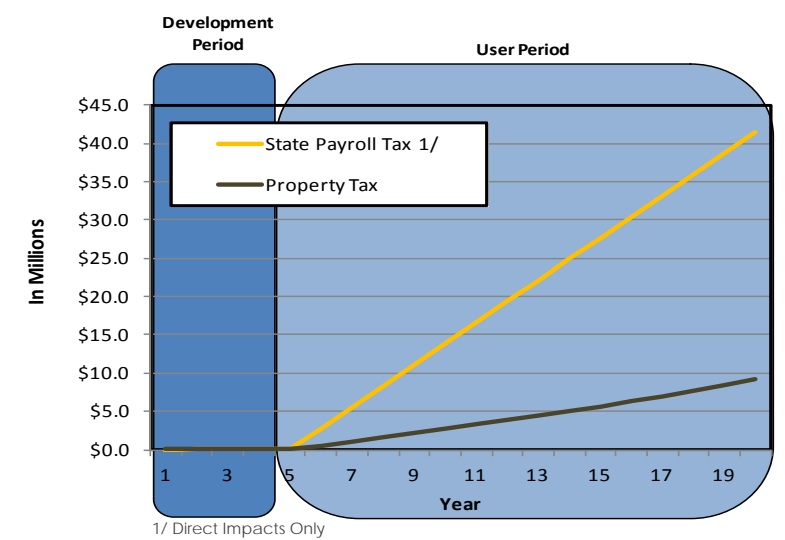 Development
Period
User Period
$45.0
$40.0
$35.0
$30.0
$25.0
$20.0
$15.0
$10.0
$5.0
$0.0
In Millions
State Payroll Tax 1/
Property Tax
1 3 5 7 9 11 13 15 17 19
Year
1/ Direct Impacts Only